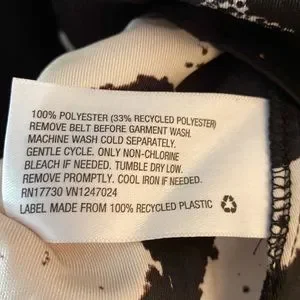 100% POLYESTER (33% RECYCLED POLYESTER)
REMOVE BELT BEFORE GARMENT WASH.
MACHINE WASH COLD SEPARATELY.
GENTLE CYCLE. ONLY NON-CHLORINE
BLEACH IF NEEDED. TUMBLE DRY LOW.
REMOVE PROMPTLY. COOL IRON IF NEEDED.
RN17730 VN1247024
LABEL MADE FROM 100% RECYCLED PLASTIC